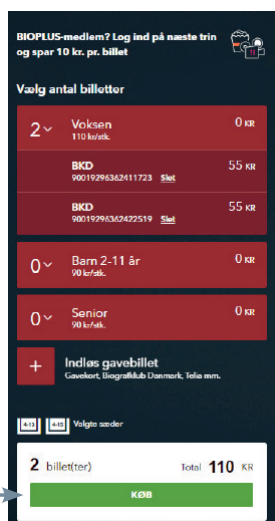 BIOPLUS-medlem? Log ind på næste trin
og spar 10 kr. pr. billet
Vælg antal billetter
2 Voksen 0 KR
110 kr/stk.
BKD 55 KR
90019296362411723 Slet
BKD 55 KR
90019296362422519 Slet
0 Barn 2-11 år 0 KR
90 kr/stk.
0 Senior 0 KR
90 kr/stk.
+ Indløs gavebillet
Gavekort, Biografklub Danmark, Telia mm.
4-13 4-15 Valgte sæder
2 billet(ter) Total 110 KR
KØB